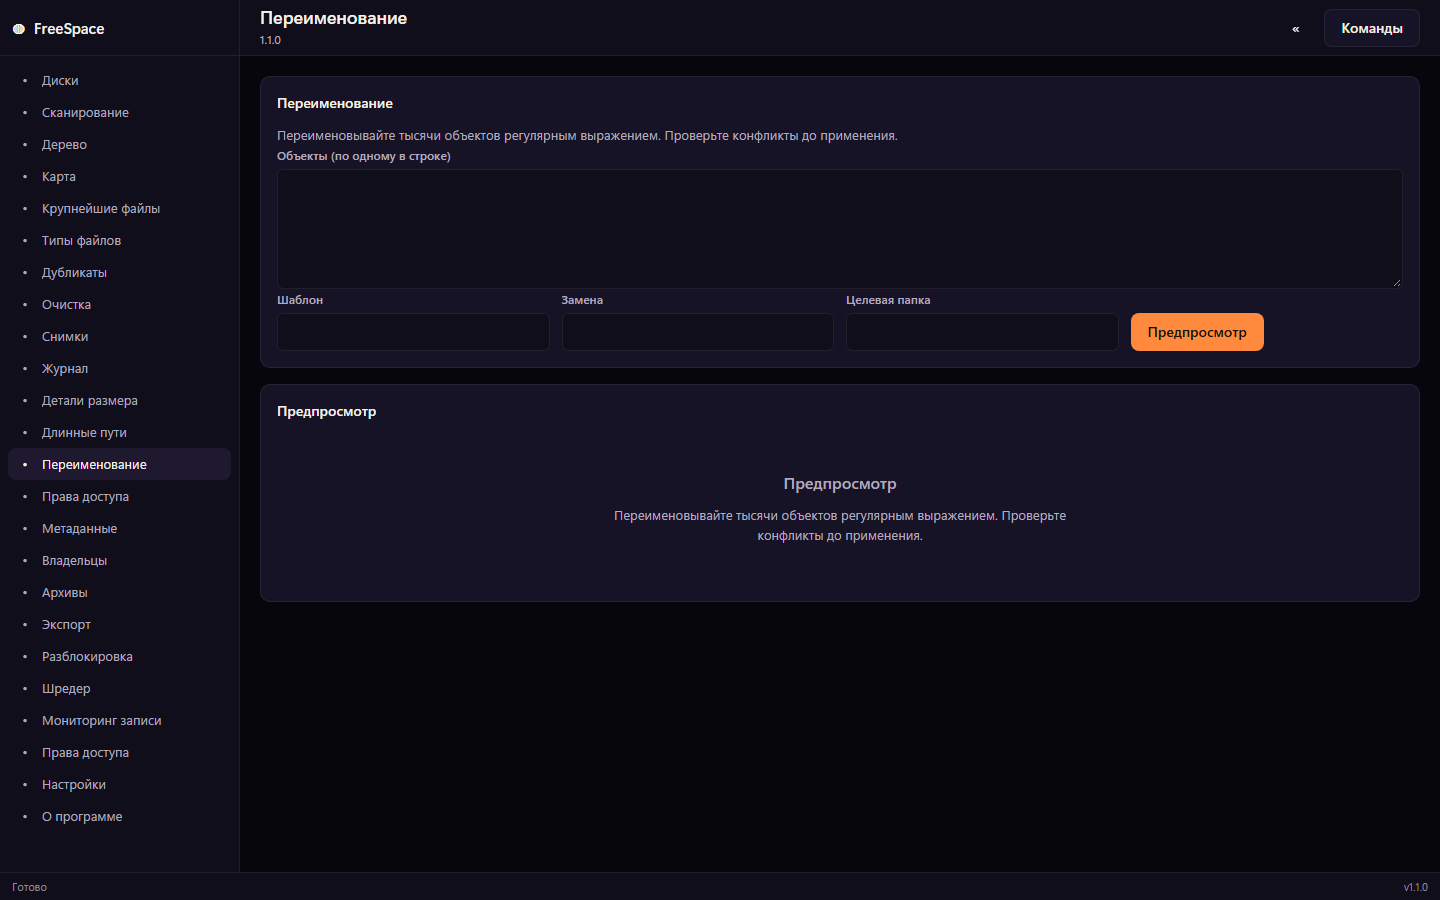 FreeSpace
Переименование
1.1.0
«
Команды
Диски
Сканирование
Дерево
Карта
Крупнейшие файлы
Типы файлов
Дубликаты
Очистка
Снимки
Журнал
Детали размера
Длинные пути
Переименование
Права доступа
Метаданные
Владельцы
Архивы
Экспорт
Разблокировка
Шредер
Мониторинг записи
Права доступа
Настройки
О программе
Переименование
Переименовывайте тысячи объектов регулярным выражением. Проверьте конфликты до применения.
Объекты (по одному в строке)
Шаблон
Замена
Целевая папка
Предпросмотр
Предпросмотр
Предпросмотр
Переименовывайте тысячи объектов регулярным выражением. Проверьте
конфликты до применения.
Готово
v1.1.0